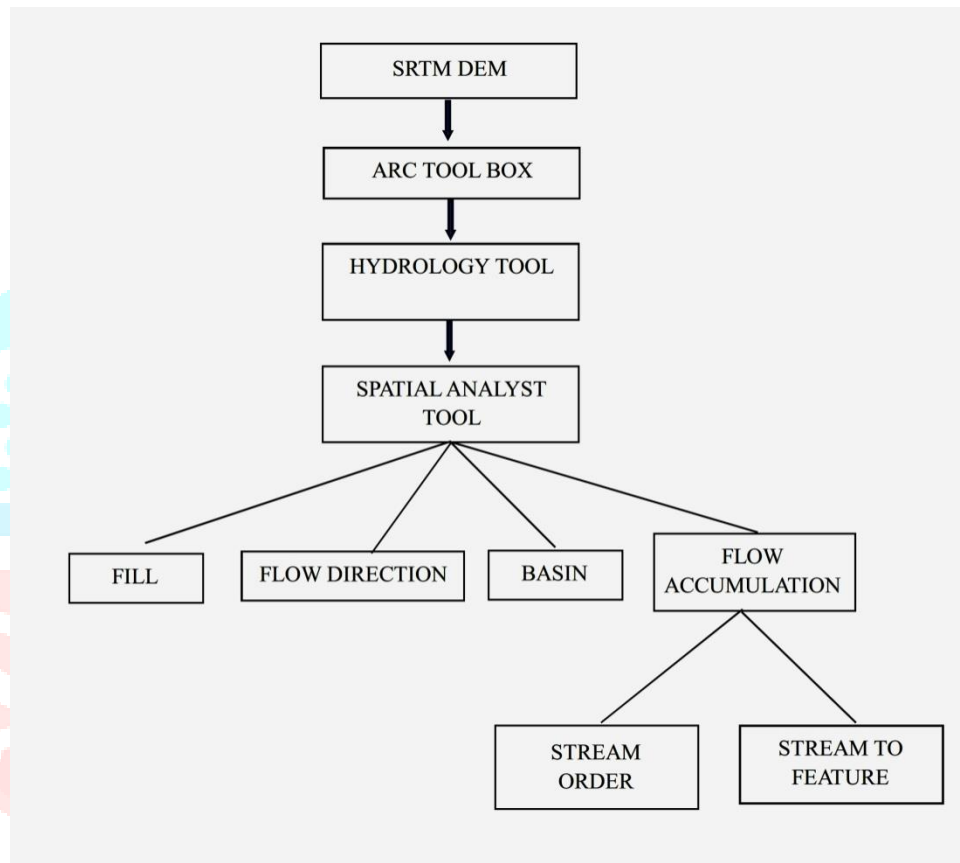 SRTM DEM
ARC TOOL BOX
HYDROLOGY TOOL
SPATIAL ANALYST
TOOL
FILL
FLOW DIRECTION
BASIN
FLOW
ACCUMULATION
STREAM
ORDER
STREAM TO
FEATURE